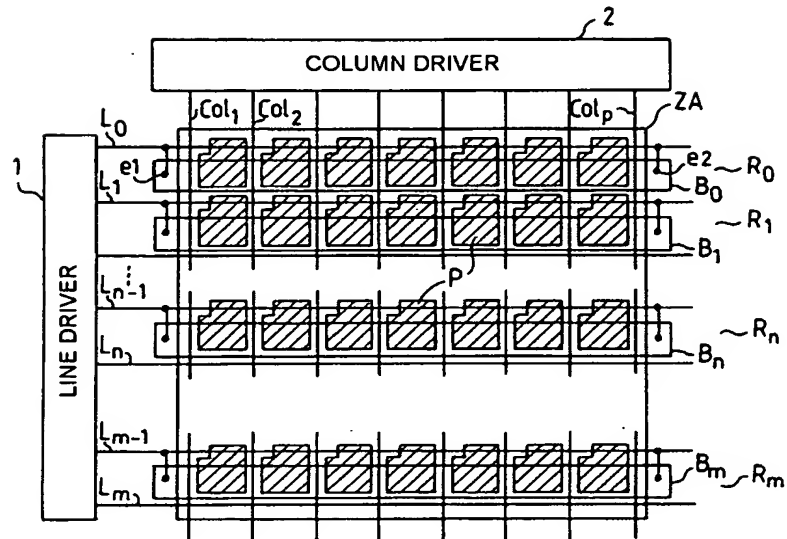 2
COLUMN DRIVER
Col₁ Col₂ Colₚ ZA
L₀
1 e1 e2 R₀
B₀
L₁
R₁
B₁
P
Lₙ₋₁
Rₙ
Lₙ Bₙ
LINE DRIVER
Lₘ₋₁
Bₘ Rₘ
Lₘ